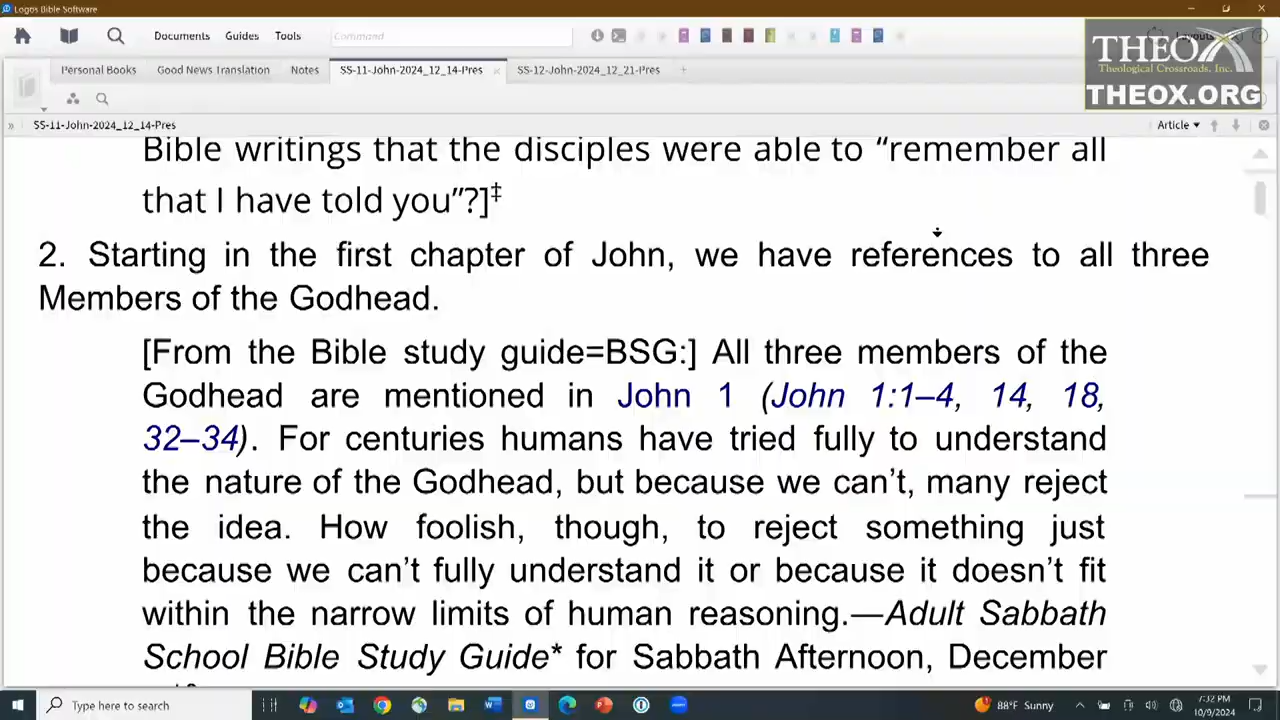 Logos Bible Software
Documents Guides Tools Command Layouts
THEOX
Theological Crossroads, Inc.
THEOX.ORG
Personal Books Good News Translation Notes SS-11-John-2024_12_14-Pres SS-12-John-2024_12_21-Pres
SS-11-John-2024_12_14-Pres Article
Bible writings that the disciples were able to “remember all
that I have told you”?]‡
2. Starting in the first chapter of John, we have references to all three
Members of the Godhead.
[From the Bible study guide=BSG:] All three members of the
Godhead are mentioned in John 1 (John 1:1–4, 14, 18,
32–34). For centuries humans have tried fully to understand
the nature of the Godhead, but because we can’t, many reject
the idea. How foolish, though, to reject something just
because we can’t fully understand it or because it doesn’t fit
within the narrow limits of human reasoning.—Adult Sabbath
School Bible Study Guide* for Sabbath Afternoon, December
Type here to search 88°F Sunny 7:32 PM
10/9/2024